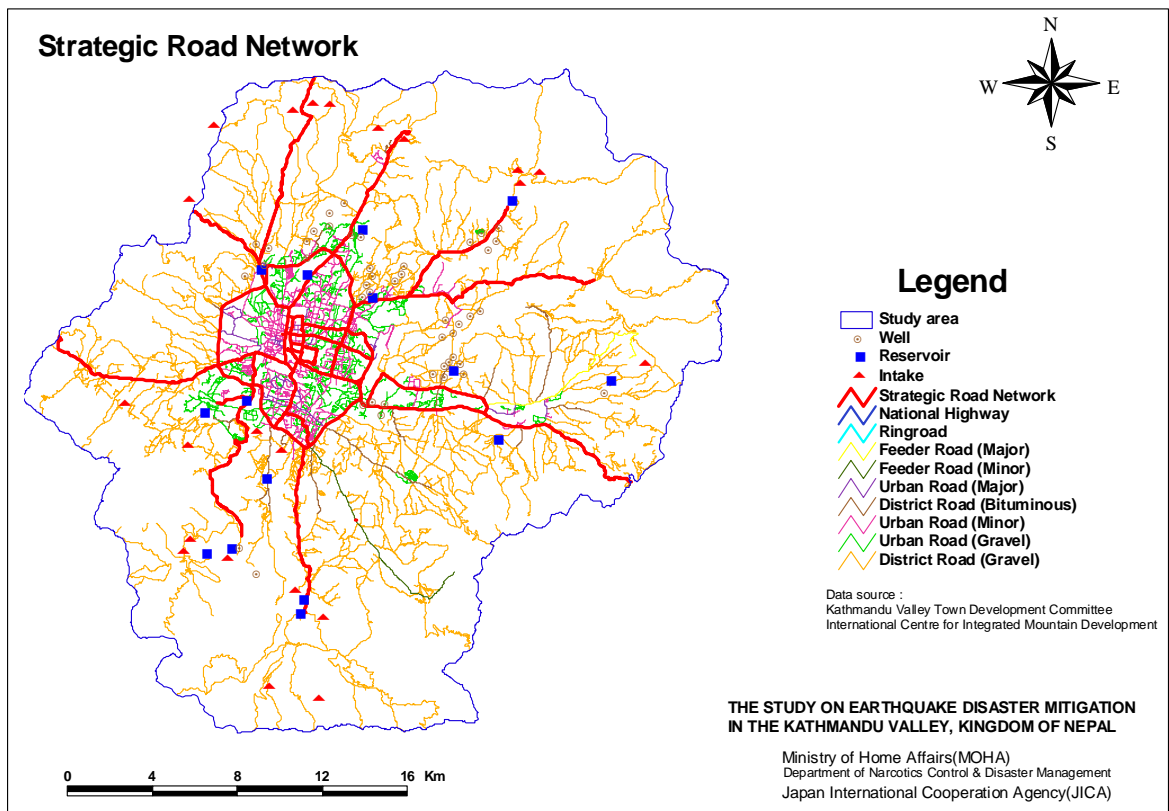 Strategic Road Network
N
W E
S
Legend
Study area
Well
Reservoir
Intake
Strategic Road Network
National Highway
Ringroad
Feeder Road (Major)
Feeder Road (Minor)
Urban Road (Major)
District Road (Bituminous)
Urban Road (Minor)
Urban Road (Gravel)
District Road (Gravel)
Data source :
Kathmandu Valley Town Development Committee
International Centre for Integrated Mountain Development
THE STUDY ON EARTHQUAKE DISASTER MITIGATION
IN THE KATHMANDU VALLEY, KINGDOM OF NEPAL
Ministry of Home Affairs(MOHA)
Department of Narcotics Control & Disaster Management
Japan International Cooperation Agency(JICA)
0 4 8 12 16 Km